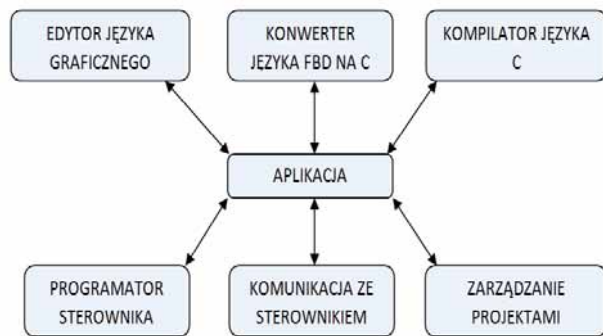 EDYTOR JĘZYKA
GRAFICZNEGO
KONWERTER
JĘZYKA FBD NA C
KOMPILATOR JĘZYKA
C
APLIKACJA
PROGRAMATOR
STEROWNIKA
KOMUNIKACJA ZE
STEROWNIKIEM
ZARZĄDZANIE
PROJEKTAMI